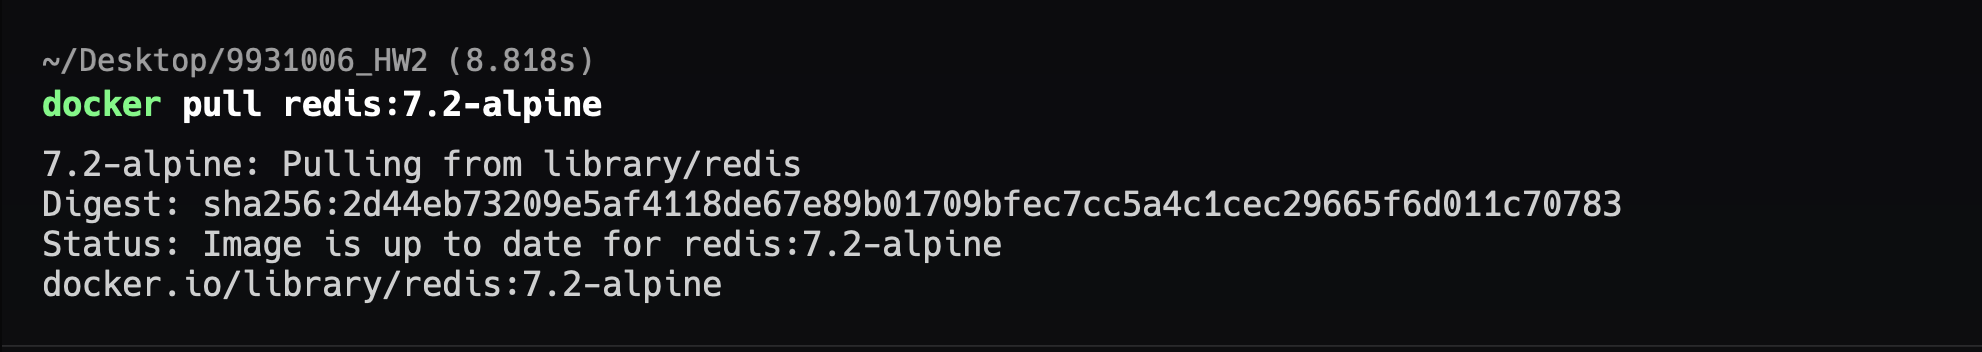 ~/Desktop/9931006_HW2 (8.818s)
docker pull redis:7.2-alpine
7.2-alpine: Pulling from library/redis
Digest: sha256:2d44eb73209e5af4118de67e89b01709bfec7cc5a4c1cec29665f6d011c70783
Status: Image is up to date for redis:7.2-alpine
docker.io/library/redis:7.2-alpine